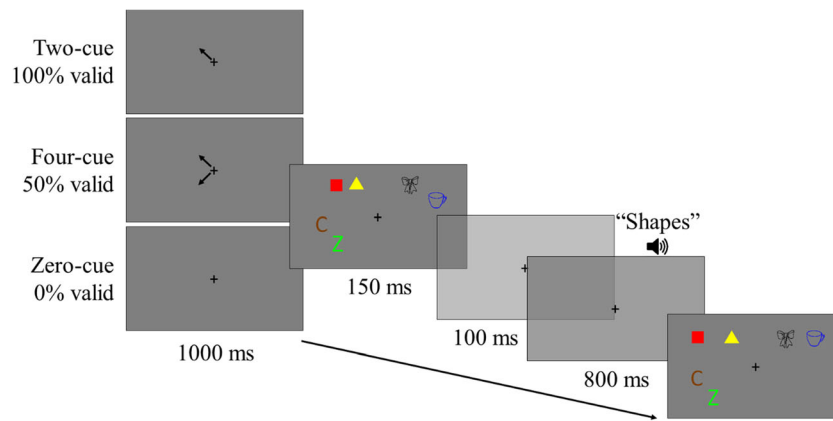 Two-cue
100% valid
Four-cue
50% valid
Zero-cue
0% valid
1000 ms
C
Z
150 ms
100 ms
“Shapes”
800 ms
C
Z